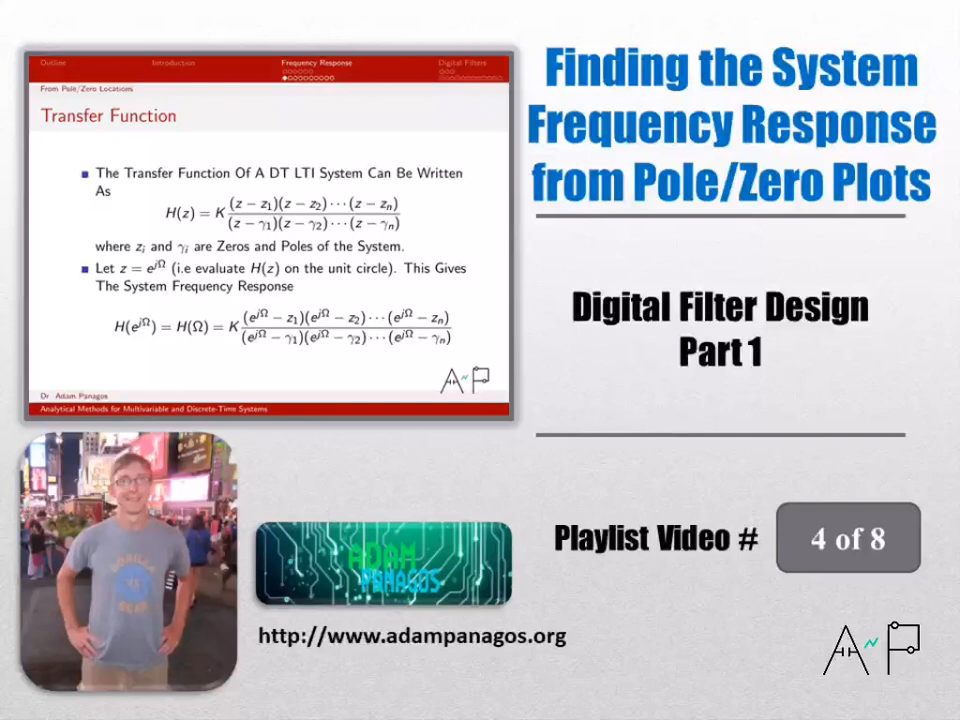 Outline Introduction Frequency Response Digital Filters
From Pole/Zero Locations
Transfer Function
The Transfer Function Of A DT LTI System Can Be Written
As
H(z) = K (z − z₁)(z − z₂) ⋯ (z − zₙ) / (z − γ₁)(z − γ₂) ⋯ (z − γₙ)
where zᵢ and γᵢ are Zeros and Poles of the System.
Let z = e^{jΩ} (i.e evaluate H(z) on the unit circle). This Gives
The System Frequency Response
H(e^{jΩ}) = H(Ω) = K (e^{jΩ} − z₁)(e^{jΩ} − z₂) ⋯ (e^{jΩ} − zₙ) / (e^{jΩ} − γ₁)(e^{jΩ} − γ₂) ⋯ (e^{jΩ} − γₙ)
AP
Dr. Adam Panagos
Analytical Methods for Multivariable and Discrete-Time Systems
Finding the System
Frequency Response
from Pole/Zero Plots
Digital Filter Design
Part 1
Playlist Video # 4 of 8
ADAM
PANAGOS
http://www.adampanagos.org
AP